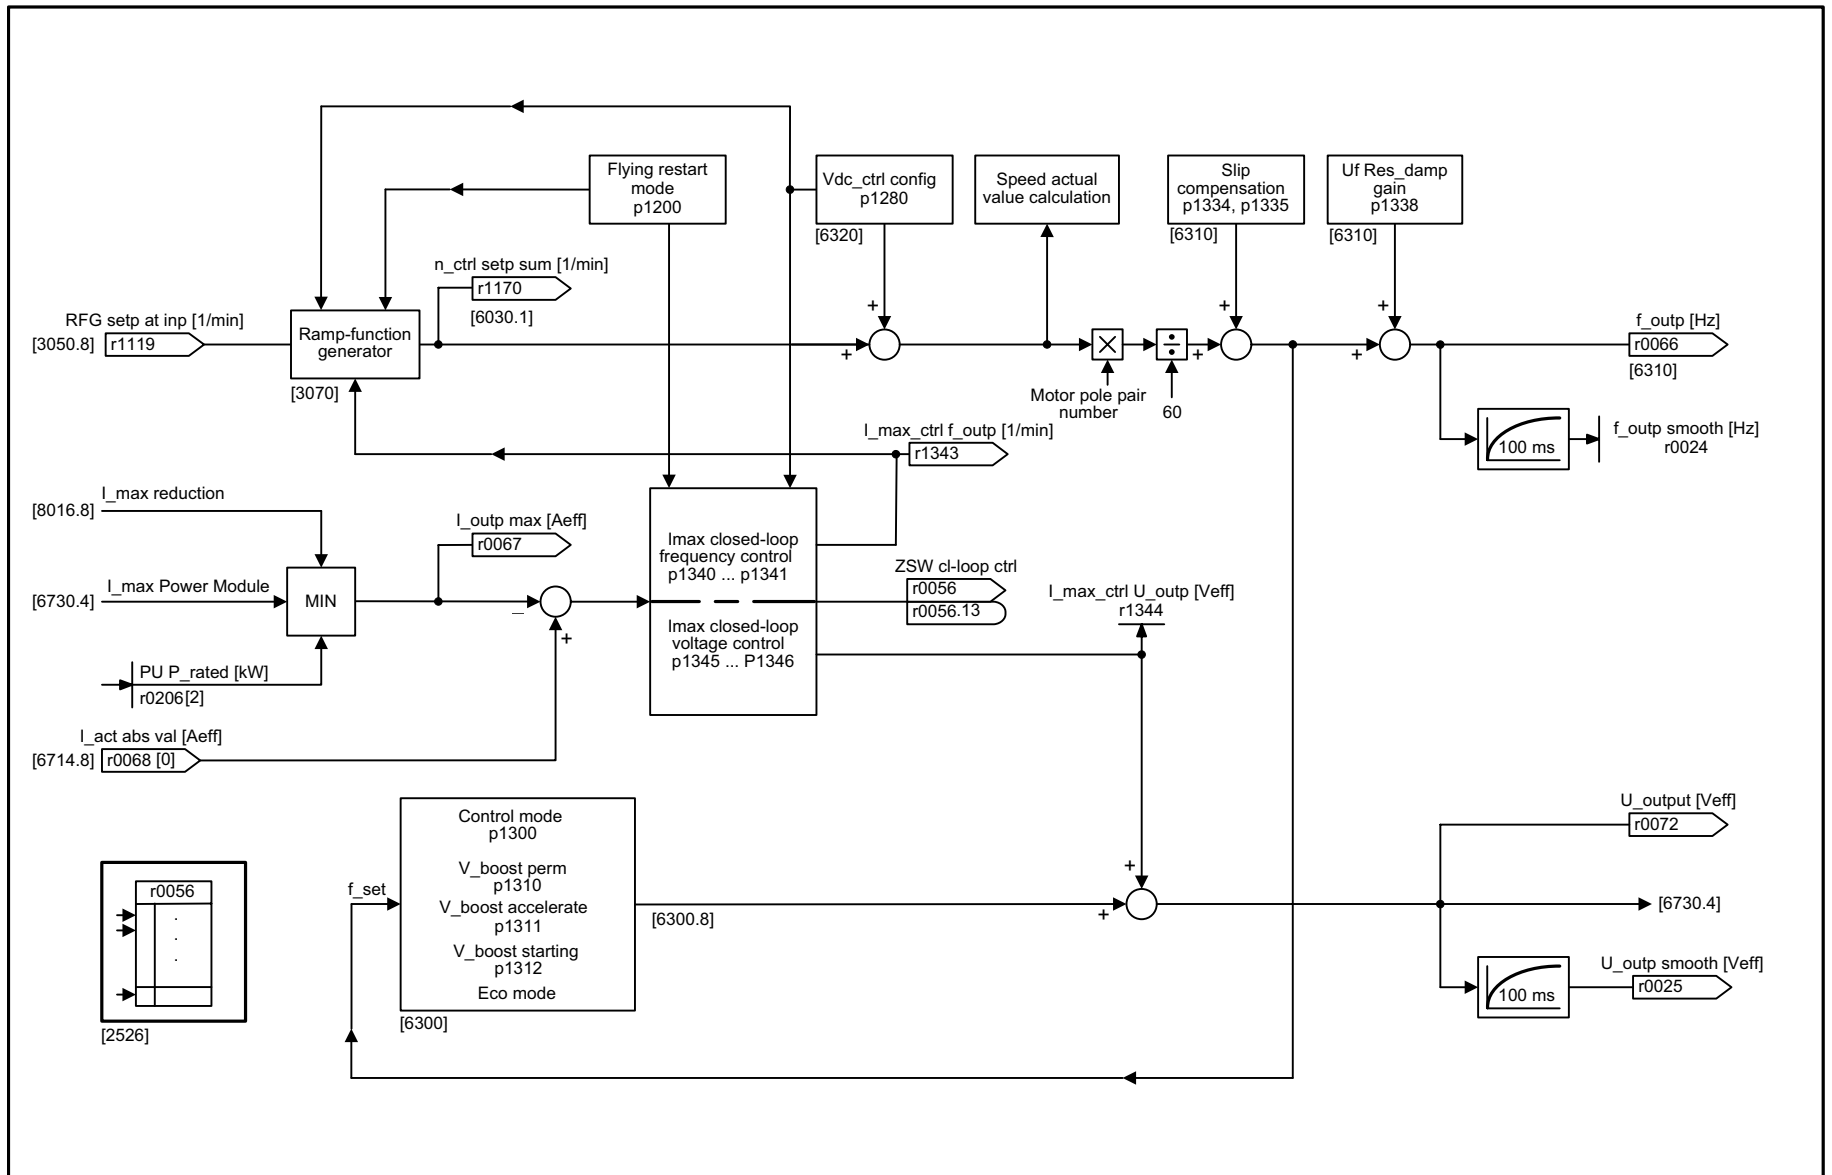 Flying restart
mode
p1200
Vdc_ctrl config
p1280
[6320]
Speed actual
value calculation
Slip
compensation
p1334, p1335
[6310]
Uf Res_damp
gain
p1338
[6310]
n_ctrl setp sum [1/min]
r1170
[6030.1]
RFG setp at inp [1/min]
[3050.8]
r1119
Ramp-function
generator
[3070]
+
+
+
+
+
+
Motor pole pair
number
60
f_outp [Hz]
r0066
[6310]
100 ms
f_outp smooth [Hz]
r0024
I_max_ctrl f_outp [1/min]
r1343
I_max reduction
[8016.8]
I_outp max [Aeff]
r0067
I_max Power Module
[6730.4]
MIN
–
+
PU P_rated [kW]
r0206[2]
I_act abs val [Aeff]
[6714.8]
r0068 [0]
Imax closed-loop
frequency control
p1340 ... p1341
Imax closed-loop
voltage control
p1345 ... P1346
ZSW cl-loop ctrl
r0056
r0056.13
I_max_ctrl U_outp [Veff]
r1344
Control mode
p1300
V_boost perm
p1310
V_boost accelerate
p1311
V_boost starting
p1312
Eco mode
[6300]
f_set
[6300.8]
+
+
U_output [Veff]
r0072
[6730.4]
100 ms
U_outp smooth [Veff]
r0025
r0056
.
.
.
[2526]